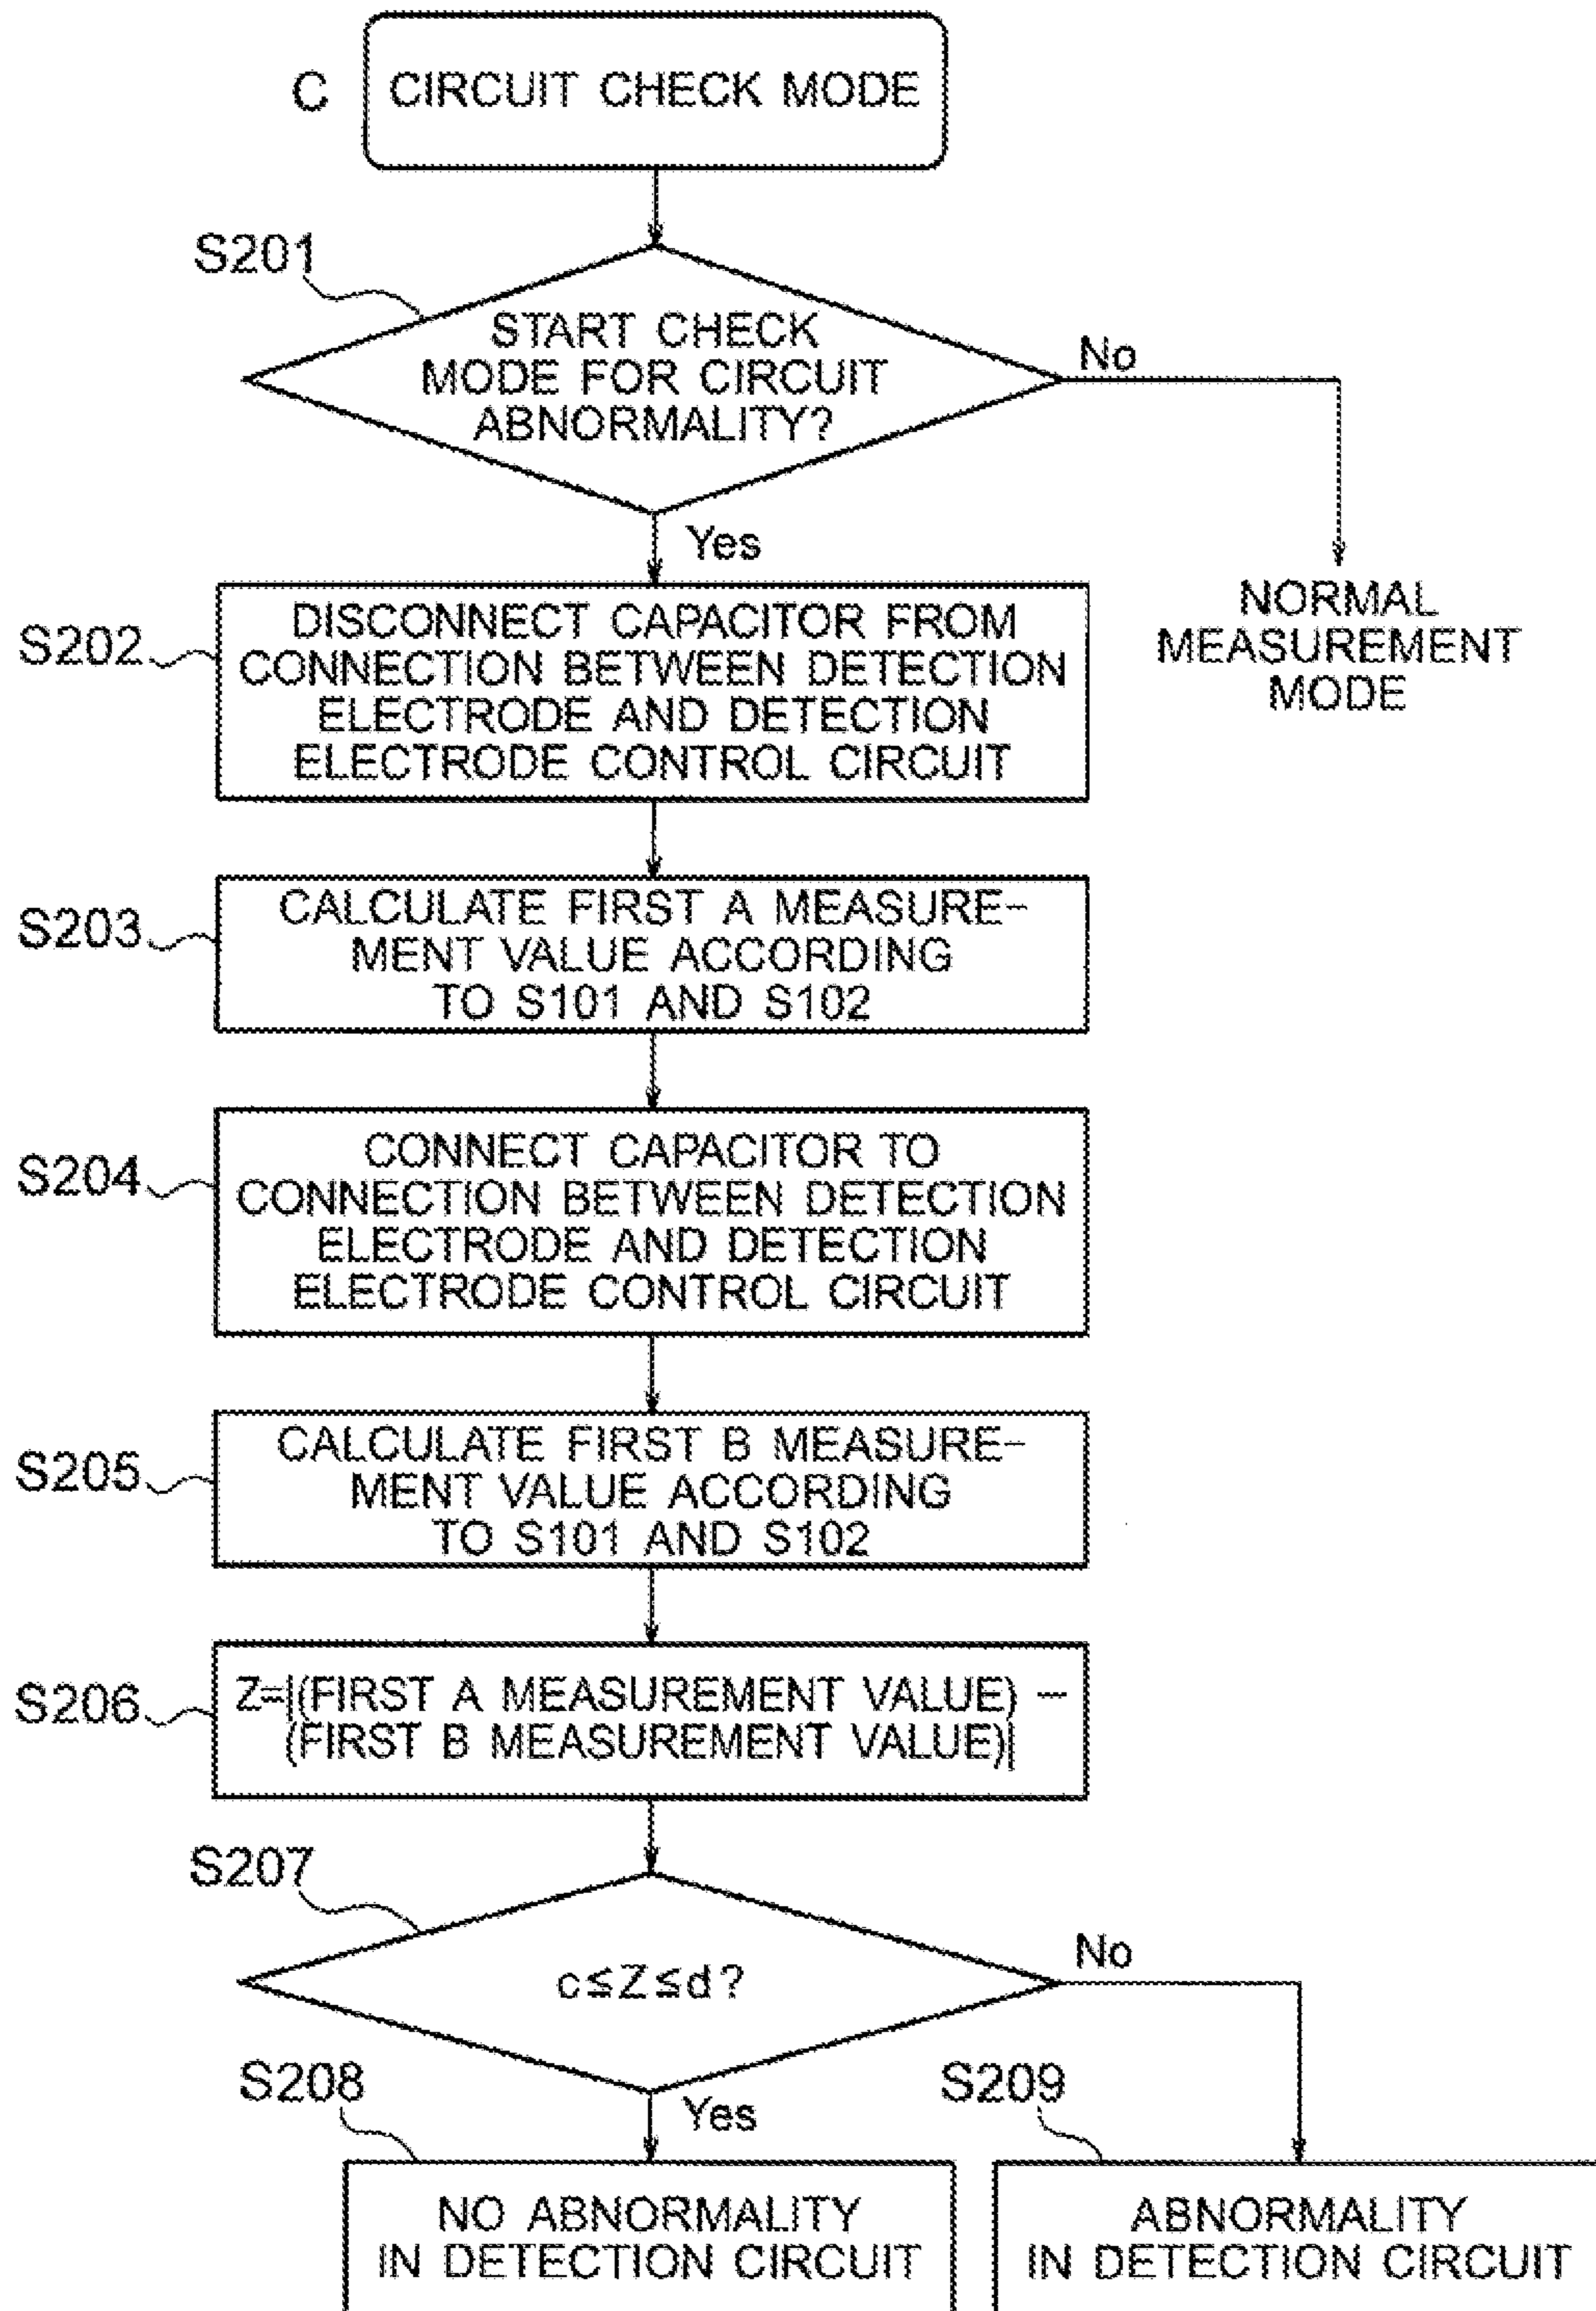 C
CIRCUIT CHECK MODE
S201
START CHECK
MODE FOR CIRCUIT
ABNORMALITY?
No
Yes
NORMAL
MEASUREMENT
MODE
S202
DISCONNECT CAPACITOR FROM
CONNECTION BETWEEN DETECTION
ELECTRODE AND DETECTION
ELECTRODE CONTROL CIRCUIT
S203
CALCULATE FIRST A MEASURE-
MENT VALUE ACCORDING
TO S101 AND S102
S204
CONNECT CAPACITOR TO
CONNECTION BETWEEN DETECTION
ELECTRODE AND DETECTION
ELECTRODE CONTROL CIRCUIT
S205
CALCULATE FIRST B MEASURE-
MENT VALUE ACCORDING
TO S101 AND S102
S206
Z=|(FIRST A MEASUREMENT VALUE) -
(FIRST B MEASUREMENT VALUE)|
S207
c≦Z≦d?
No
Yes
S208
NO ABNORMALITY
IN DETECTION CIRCUIT
S209
ABNORMALITY
IN DETECTION CIRCUIT